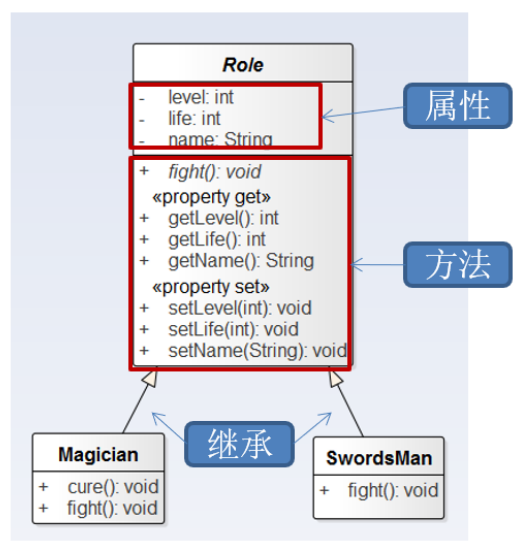 Role
- level: int
- life: int
- name: String
属性
+ fight(): void
«property get»
+ getLevel(): int
+ getLife(): int
+ getName(): String
方法
«property set»
+ setLevel(int): void
+ setLife(int): void
+ setName(String): void
继承
Magician
+ cure(): void
+ fight(): void
SwordsMan
+ fight(): void